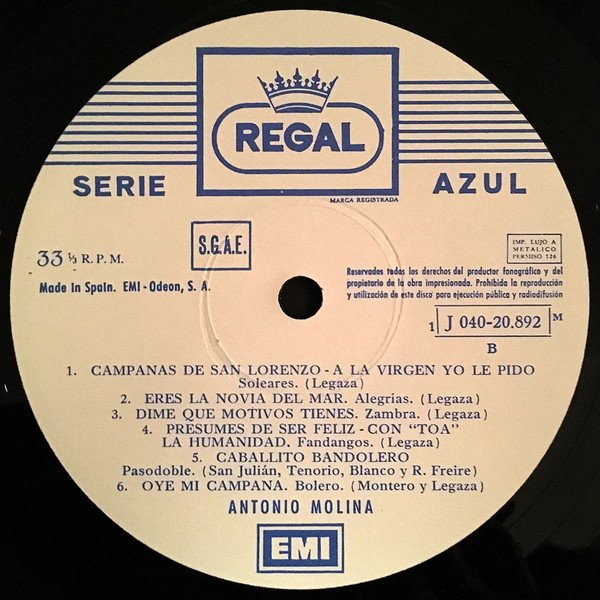 REGAL
SERIE AZUL
MARCA REGISTRADA
S.G.A.E.
33 ⅓ R. P. M.
Made in Spain. EMI - Odeon, S. A.
IMP. LUJO A
METALICO
PERMISO 126
Reservados todos los derechos del productor fonográfico y del
propietario de la obra impresionada. Prohibida la reproducción
y utilización de este disco para ejecución pública y radiodifusión
1 J 040-20.892 M
B
1. CAMPANAS DE SAN LORENZO - A LA VIRGEN YO LE PIDO
Soleares. (Legaza)
2. ERES LA NOVIA DEL MAR. Alegrías. (Legaza)
3. DIME QUE MOTIVOS TIENES. Zambra. (Legaza)
4. PRESUMES DE SER FELIZ - CON "TOA"
LA HUMANIDAD. Fandangos. (Legaza)
5. CABALLITO BANDOLERO
Pasodoble. (San Julián, Tenorio, Blanco y R. Freire)
6. OYE MI CAMPANA. Bolero. (Montero y Legaza)
ANTONIO MOLINA
EMI